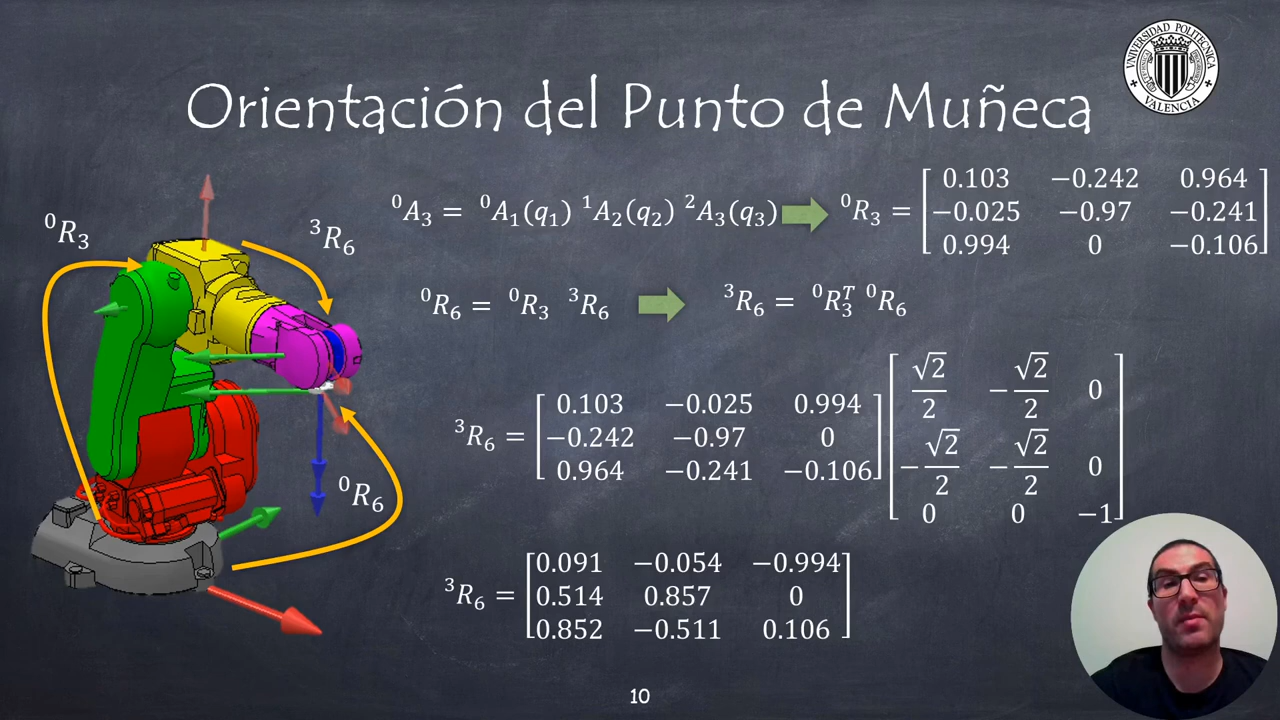 UNIVERSIDAD POLITECNICA
VALENCIA
Orientación del Punto de Muñeca
⁰R₃
³R₆
⁰R₆
⁰A₃ = ⁰A₁(q₁) ¹A₂(q₂) ²A₃(q₃)
⁰R₃ =
0.103 −0.242 0.964
−0.025 −0.97 −0.241
0.994 0 −0.106
⁰R₆ = ⁰R₃ ³R₆
³R₆ = ⁰R₃ᵀ ⁰R₆
³R₆ =
0.103 −0.025 0.994
−0.242 −0.97 0
0.964 −0.241 −0.106
√2/2 −√2/2 0
−√2/2 −√2/2 0
0 0 −1
³R₆ =
0.091 −0.054 −0.994
0.514 0.857 0
0.852 −0.511 0.106
10